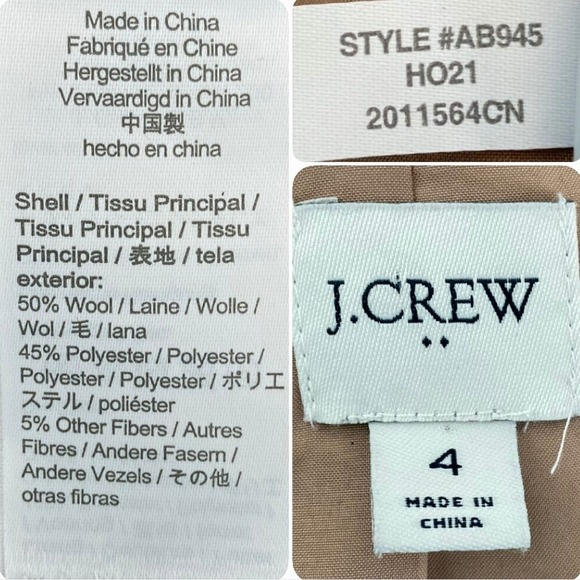 Made in China
Fabriqué en Chine
Hergestellt in China
Vervaardigd in China
中国製
hecho en china
Shell / Tissu Principal /
Tissu Principal / Tissu
Principal / 表地 / tela
exterior:
50% Wool / Laine / Wolle /
Wol / 毛 / lana
45% Polyester / Polyester /
Polyester / Polyester / ポリエ
ステル / poliéster
5% Other Fibers / Autres
Fibres / Andere Fasern /
Andere Vezels / その他 /
otras fibras
STYLE #AB945
HO21
2011564CN
J.CREW
4
MADE IN
CHINA